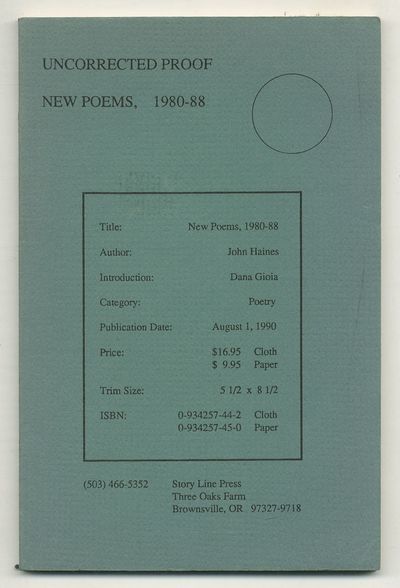 UNCORRECTED PROOF
NEW POEMS, 1980-88
Title: New Poems, 1980-88
Author: John Haines
Introduction: Dana Gioia
Category: Poetry
Publication Date: August 1, 1990
Price: $16.95 Cloth
$ 9.95 Paper
Trim Size: 5 1/2 x 8 1/2
ISBN: 0-934257-44-2 Cloth
0-934257-45-0 Paper
(503) 466-5352 Story Line Press
Three Oaks Farm
Brownsville, OR 97327-9718